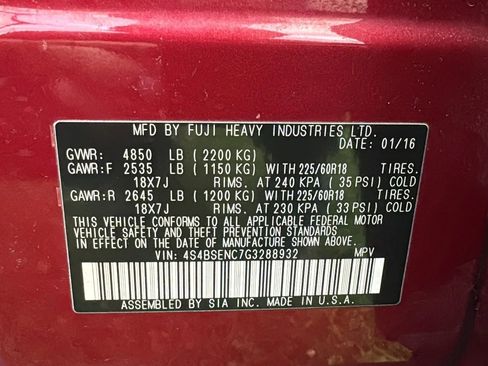 MFD BY FUJI HEAVY INDUSTRIES LTD.
DATE: 01/16
GVWR: 4850 LB ( 2200 KG)
GAWR:F 2535 LB ( 1150 KG) WITH 225/60R18 TIRES.
18X7J RIMS. AT 240 KPA ( 35 PSI) COLD
GAWR:R 2645 LB ( 1200 KG) WITH 225/60R18 TIRES.
18X7J RIMS. AT 230 KPA ( 33 PSI) COLD
THIS VEHICLE CONFORMS TO ALL APPLICABLE FEDERAL MOTOR
VEHICLE SAFETY AND THEFT PREVENTION STANDARDS IN EFFECT
ON THE DATE OF MANUFACTURE SHOWN ABOVE.
VIN: 4S4BSENC7G3288932 MPV
ASSEMBLED BY SIA INC. MADE IN U.S.A.